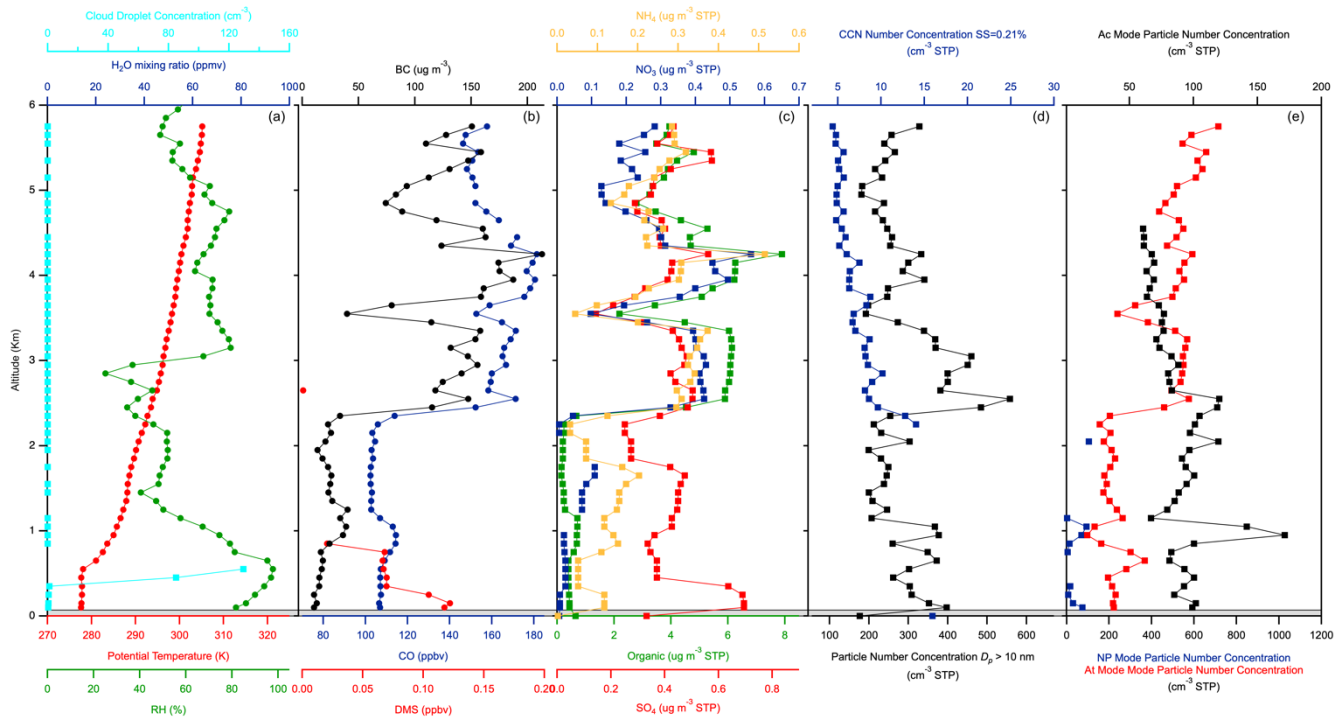 Cloud Droplet Concentration (cm⁻³)
0 40 80 120 160
H₂O mixing ratio (ppmv)
0 20 40 60 80 100
BC (ug m⁻³)
0 50 100 150 200
NH₄ (ug m⁻³ STP)
0.0 0.1 0.2 0.3 0.4 0.5 0.6
NO₃ (ug m⁻³ STP)
0.0 0.1 0.2 0.3 0.4 0.5 0.6 0.7
CCN Number Concentration SS=0.21%
(cm⁻³ STP)
5 10 15 20 25 30
Ac Mode Particle Number Concentration
(cm⁻³ STP)
50 100 150 200
(a) (b) (c) (d) (e)
Altitude (Km)
6
5
4
3
2
1
0
270 280 290 300 310 320
Potential Temperature (K)
0 20 40 60 80 100
RH (%)
80 100 120 140 160 180
CO (ppbv)
0.00 0.05 0.10 0.15 0.20
DMS (ppbv)
0 2 4 6 8
Organic (ug m⁻³ STP)
0.0 0.2 0.4 0.6 0.8
SO₄ (ug m⁻³ STP)
100 200 300 400 500 600
Particle Number Concentration Dₚ > 10 nm
(cm⁻³ STP)
0 200 400 600 800 1000 1200
NP Mode Particle Number Concentration
At Mode Mode Particle Number Concentration
(cm⁻³ STP)